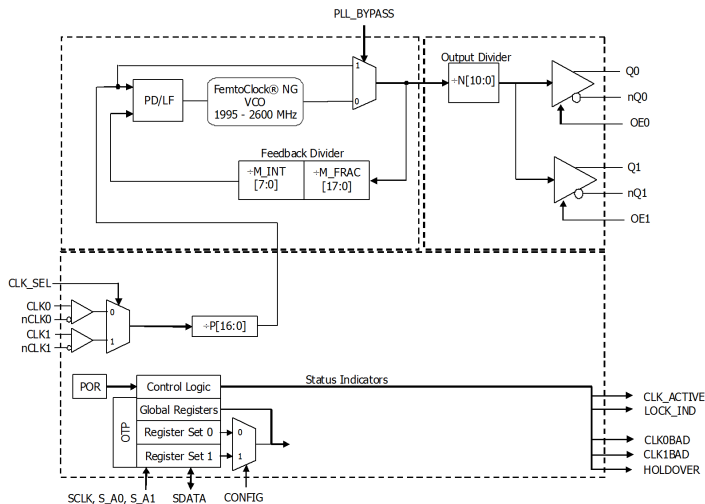 PLL_BYPASS
Output Divider
1
÷N[10:0]
Q0
FemtoClock® NG
VCO
1995 - 2600 MHz
PD/LF
nQ0
0
OE0
Feedback Divider
÷M_INT
[7:0]
÷M_FRAC
[17:0]
Q1
nQ1
OE1
CLK_SEL
CLK0
0
nCLK0
÷P[16:0]
CLK1
1
nCLK1
POR
Control Logic
Status Indicators
CLK_ACTIVE
Global Registers
LOCK_IND
OTP
Register Set 0
0
CLK0BAD
Register Set 1
1
CLK1BAD
HOLDOVER
SCLK, S_A0, S_A1
SDATA
CONFIG